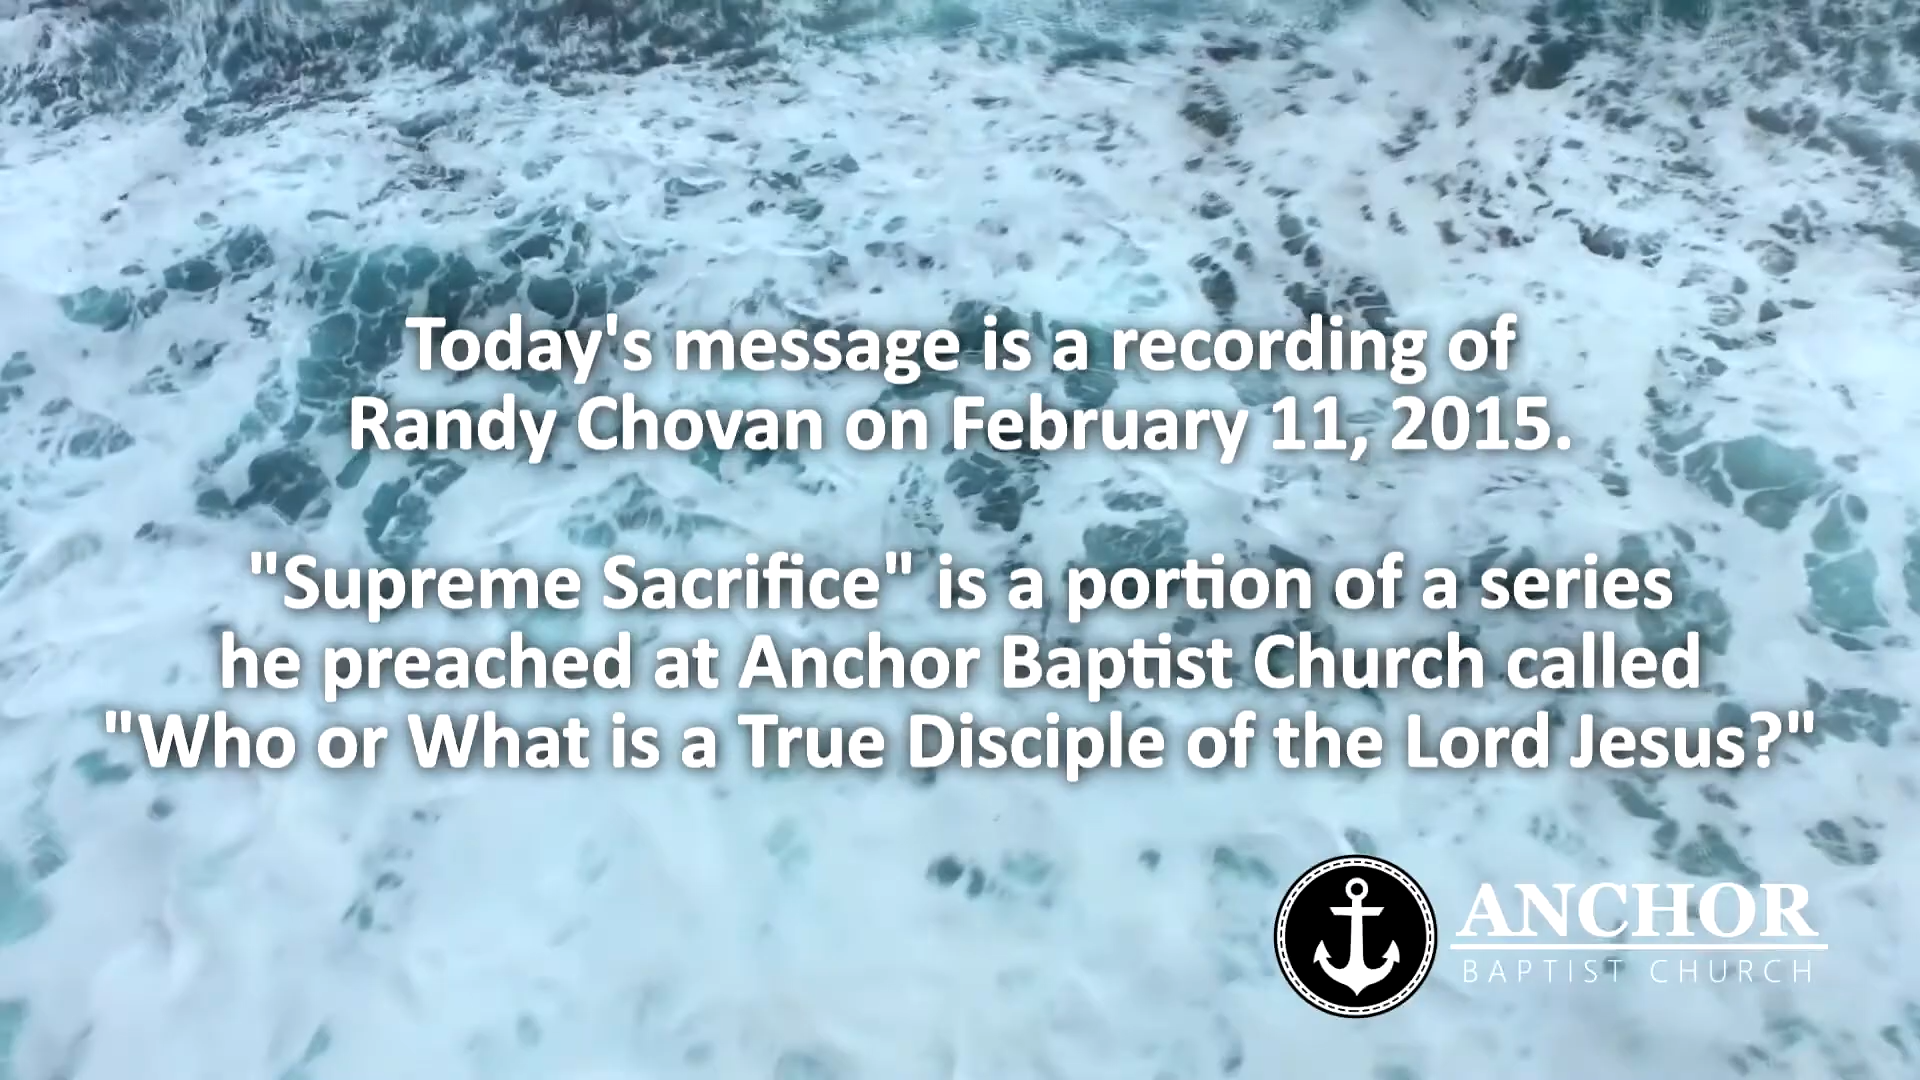 Today's message is a recording of
Randy Chovan on February 11, 2015.
"Supreme Sacrifice" is a portion of a series
he preached at Anchor Baptist Church called
"Who or What is a True Disciple of the Lord Jesus?"
ANCHOR
BAPTIST CHURCH